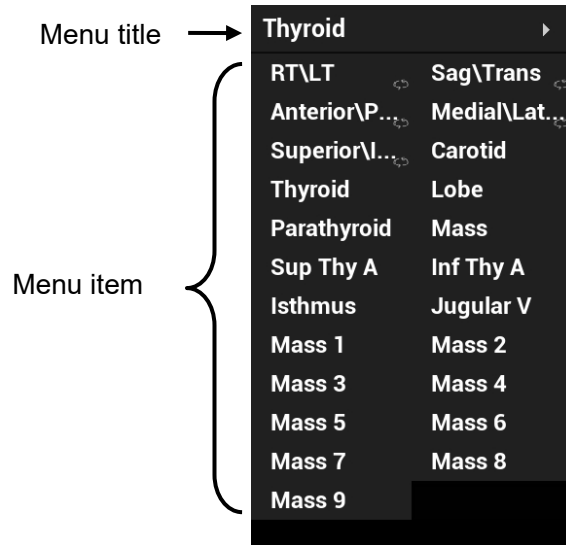 Menu title
Thyroid
RT\LT Sag\Trans
Anterior\P... Medial\Lat...
Superior\I... Carotid
Thyroid Lobe
Parathyroid Mass
Sup Thy A Inf Thy A
Menu item
Isthmus Jugular V
Mass 1 Mass 2
Mass 3 Mass 4
Mass 5 Mass 6
Mass 7 Mass 8
Mass 9